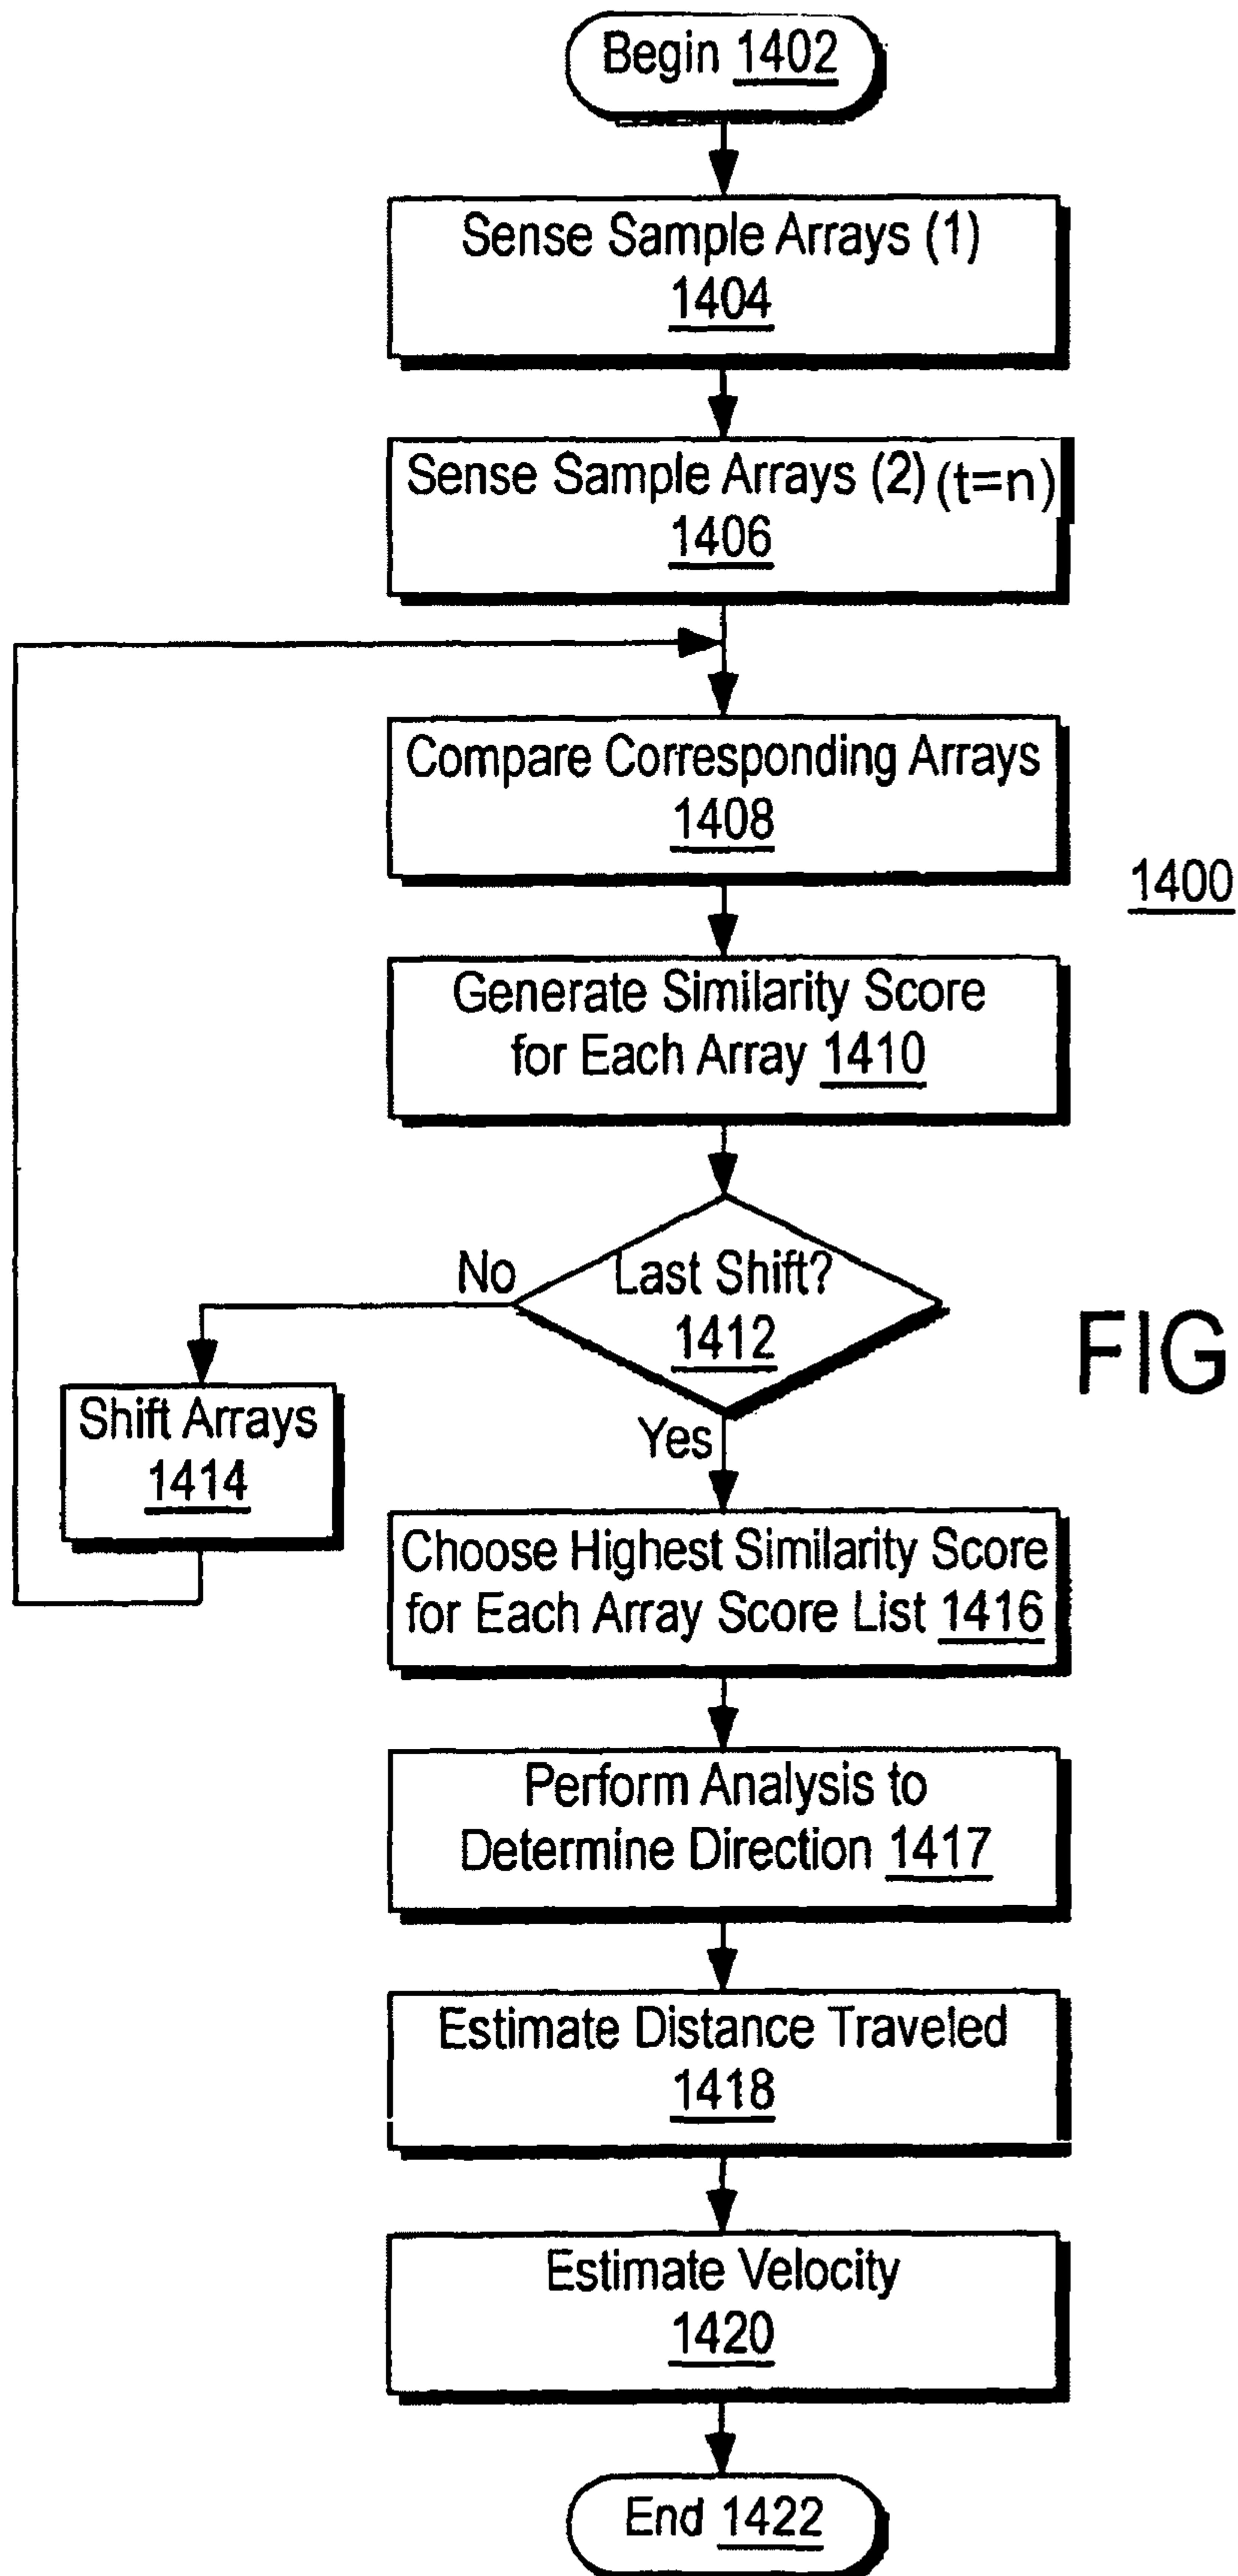 Begin 1402
Sense Sample Arrays (1)
1404
Sense Sample Arrays (2) (t=n)
1406
Compare Corresponding Arrays
1408
1400
Generate Similarity Score
for Each Array 1410
Last Shift?
1412
No
Yes
FIG
Shift Arrays
1414
Choose Highest Similarity Score
for Each Array Score List 1416
Perform Analysis to
Determine Direction 1417
Estimate Distance Traveled
1418
Estimate Velocity
1420
End 1422